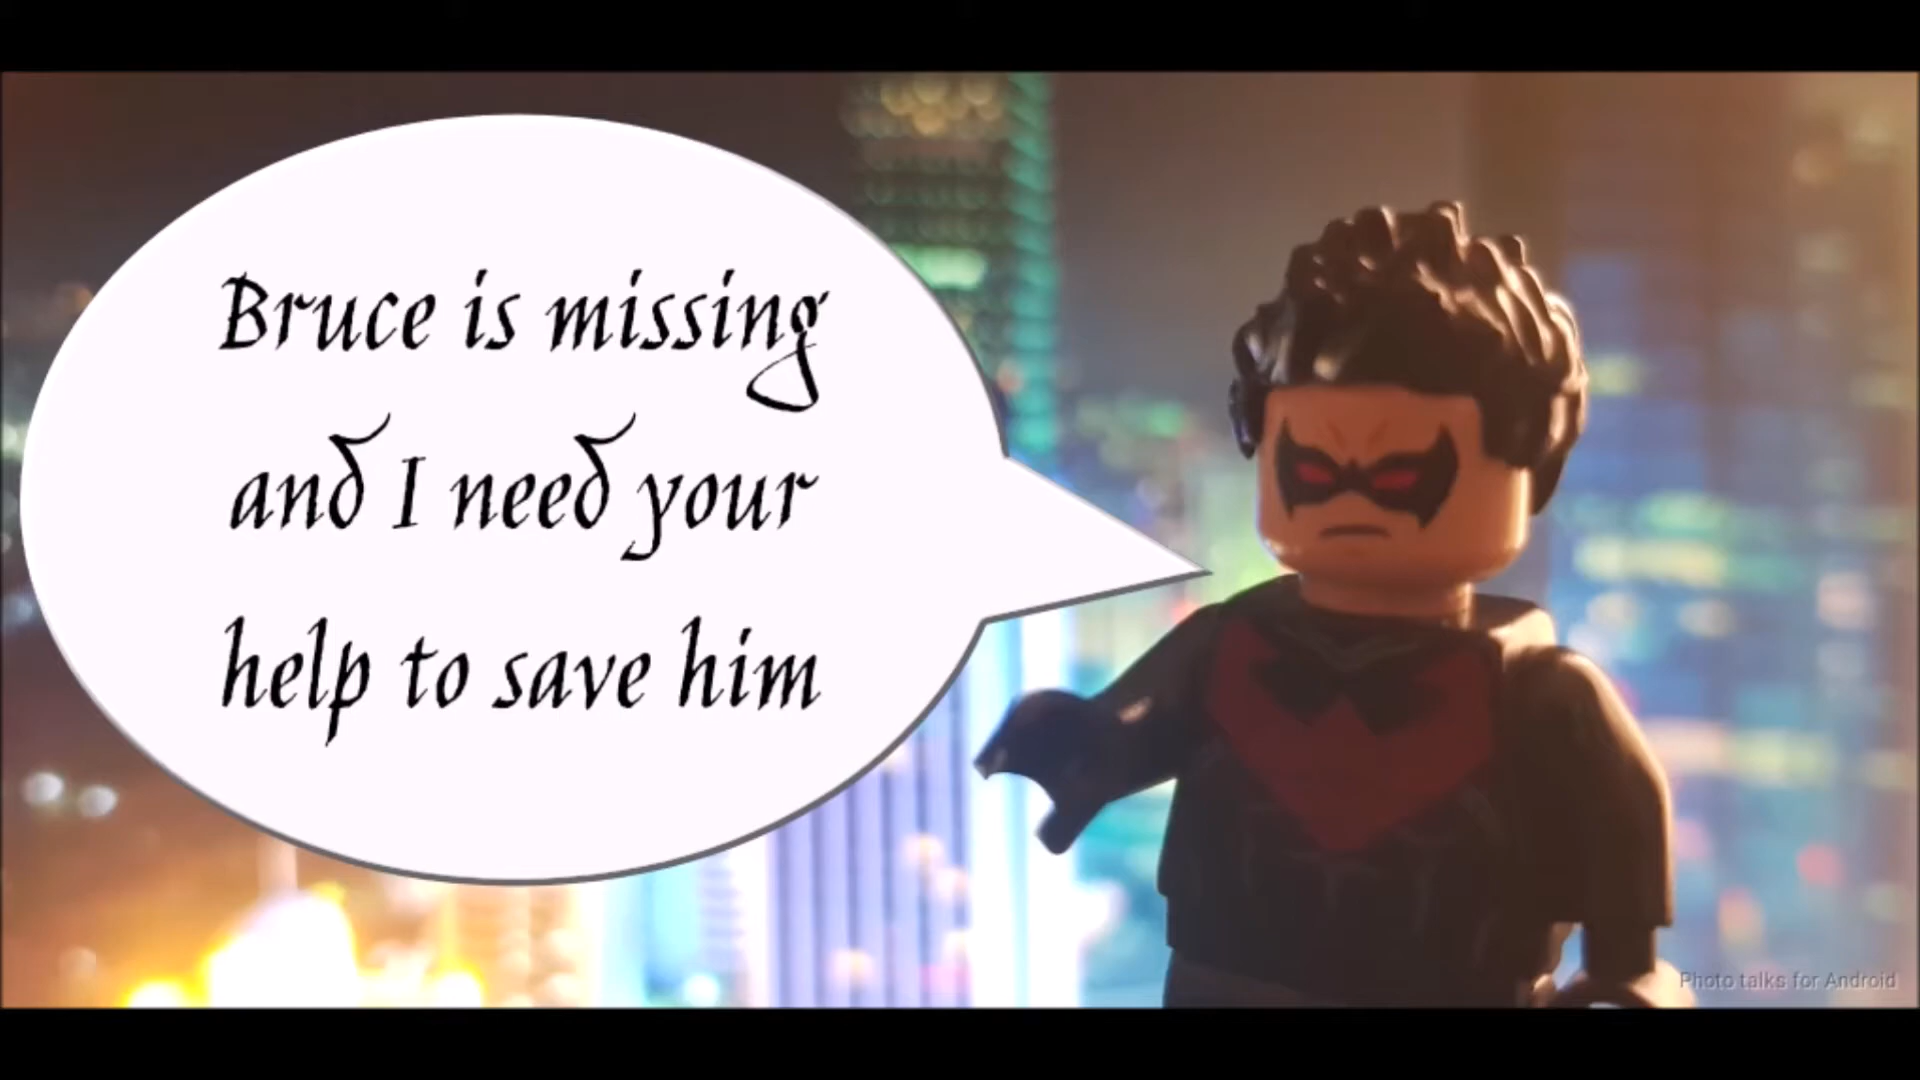 Bruce is missing
and I need your
help to save him
Photo talks for Android